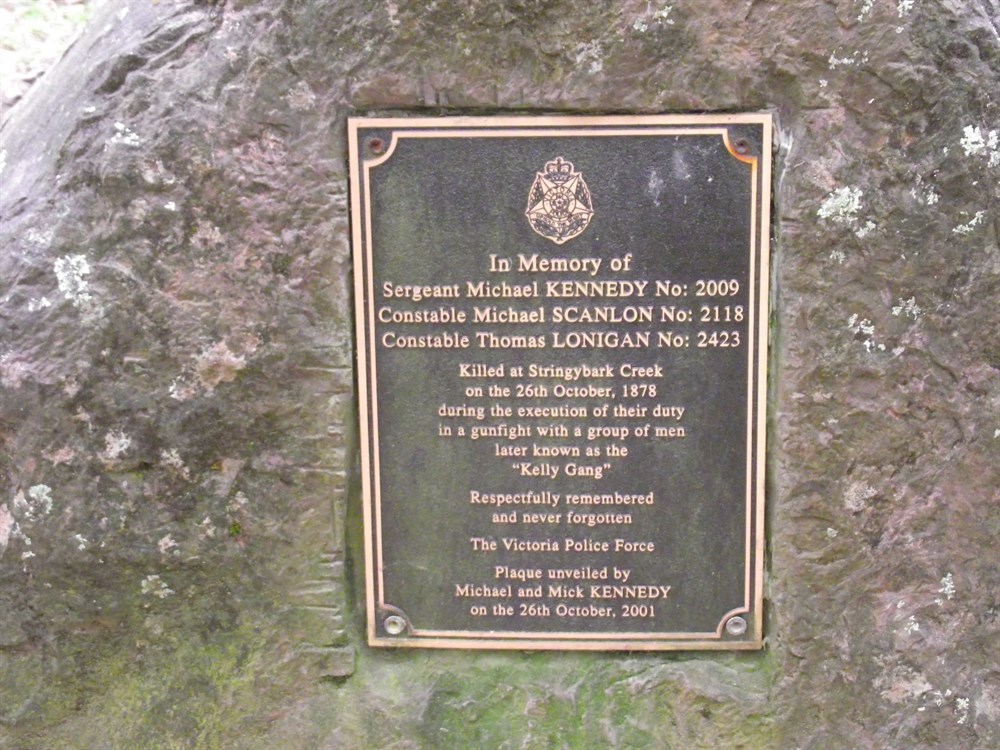 In Memory of
Sergeant Michael KENNEDY No: 2009
Constable Michael SCANLON No: 2118
Constable Thomas LONIGAN No: 2423
Killed at Stringybark Creek
on the 26th October, 1878
during the execution of their duty
in a gunfight with a group of men
later known as the
"Kelly Gang"
Respectfully remembered
and never forgotten
The Victoria Police Force
Plaque unveiled by
Michael and Mick KENNEDY
on the 26th October, 2001